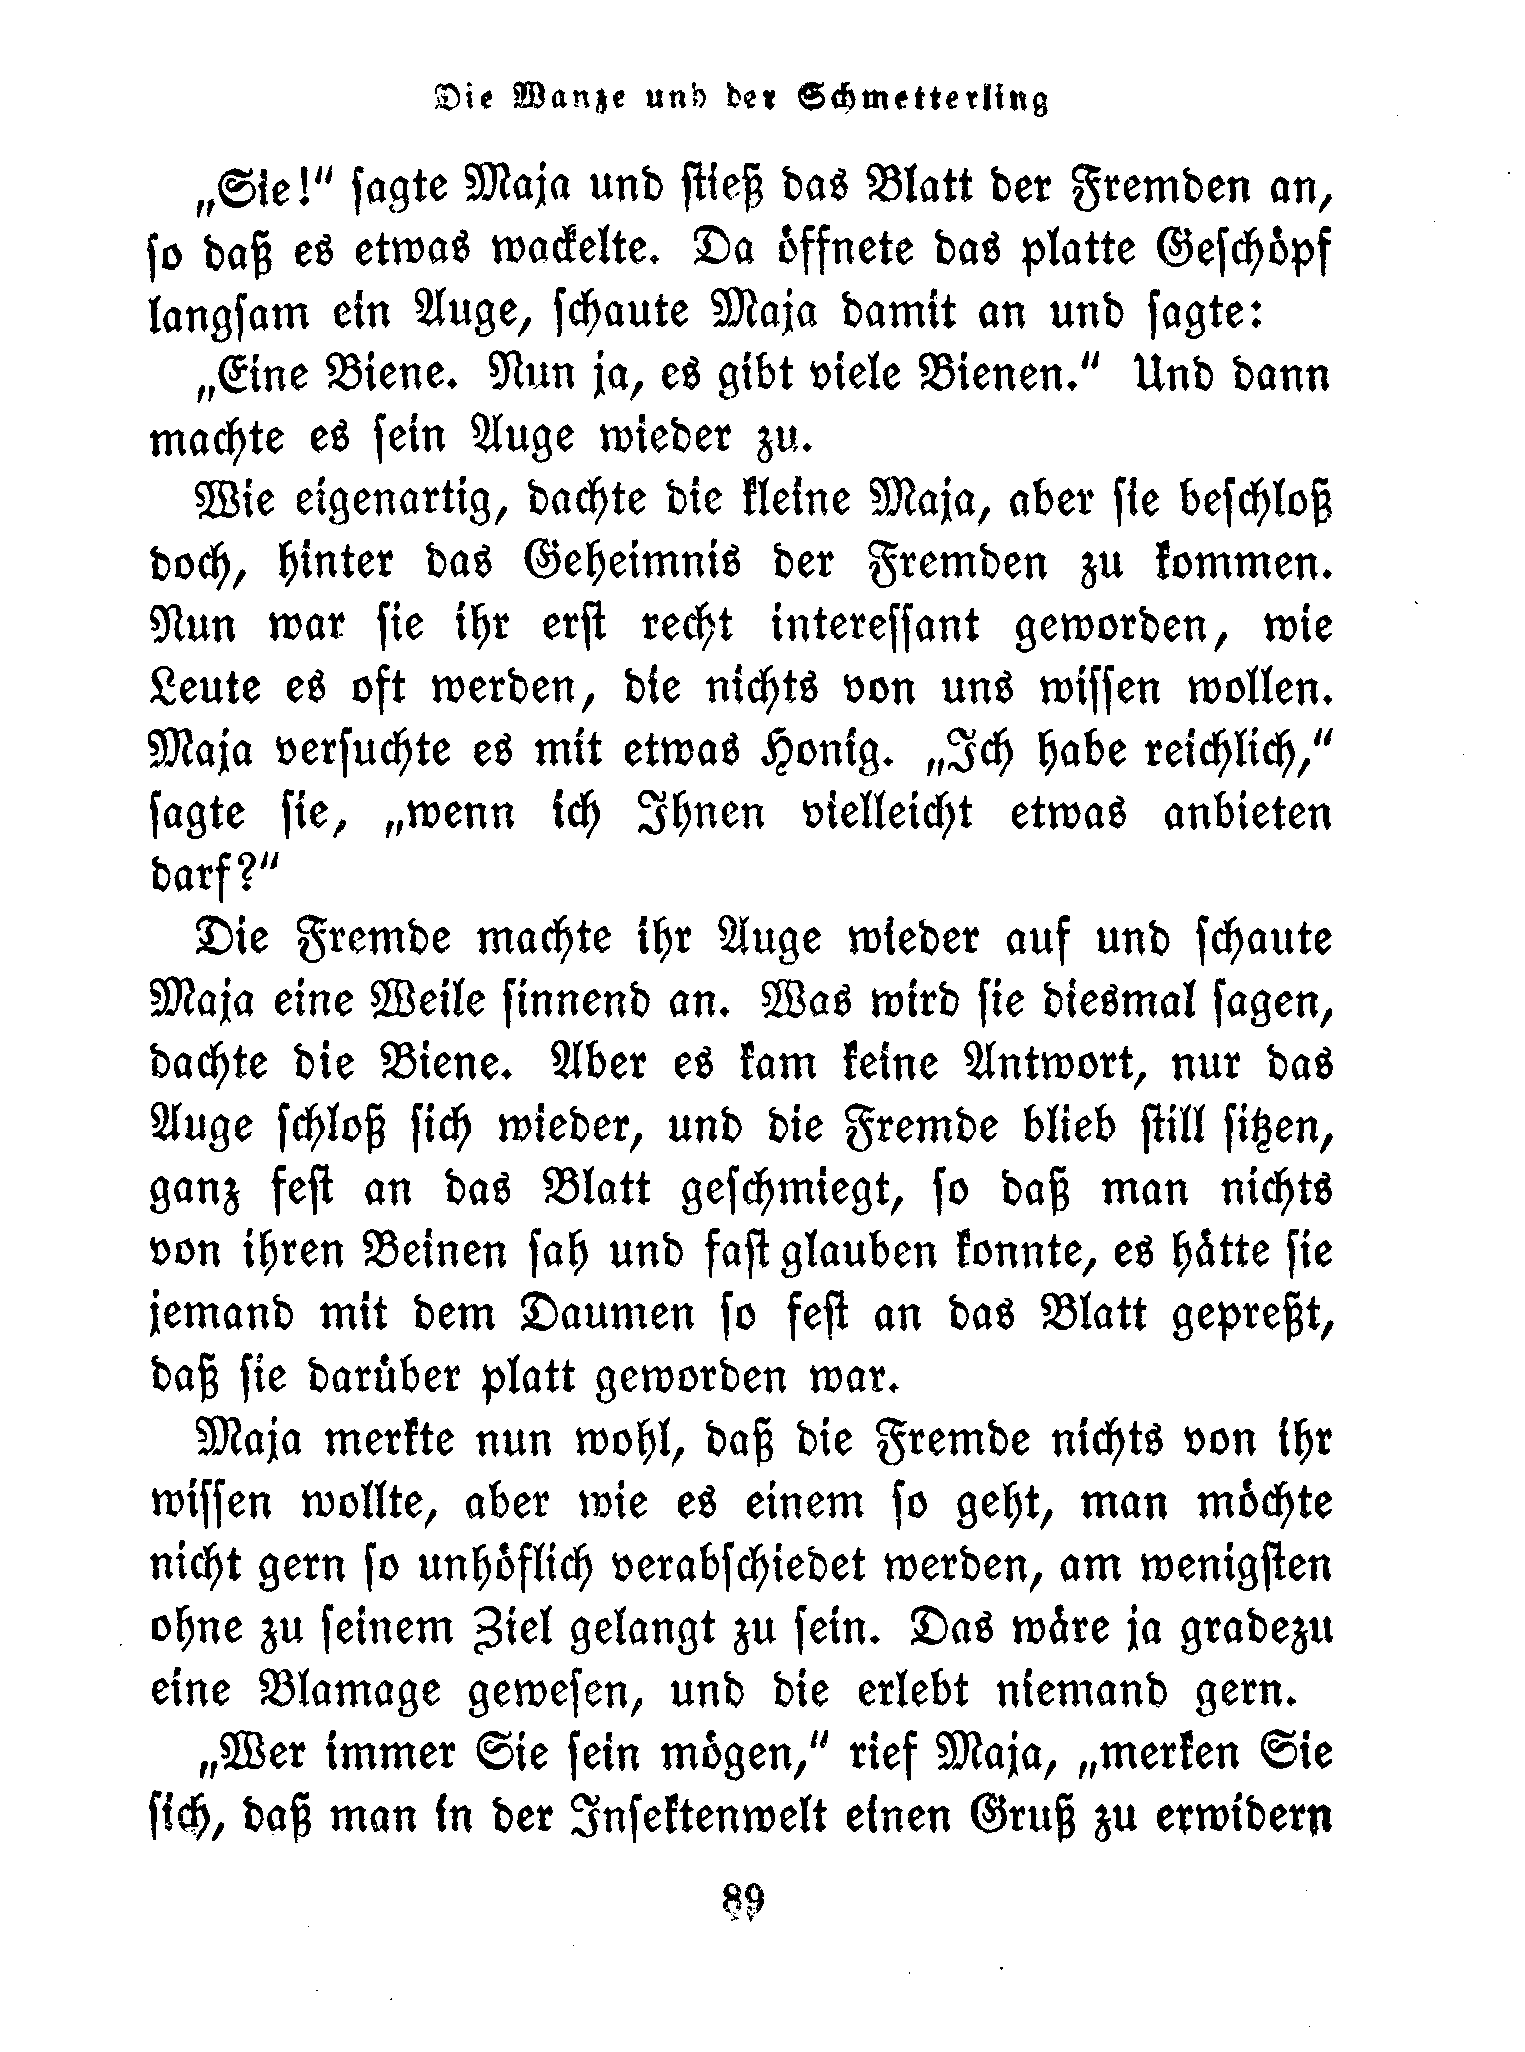 Die Wanze und der Schmetterling
„Sie!“ sagte Maja und stieß das Blatt der Fremden an,
so daß es etwas wackelte. Da öffnete das platte Geschöpf
langsam ein Auge, schaute Maja damit an und sagte:
„Eine Biene. Nun ja, es gibt viele Bienen.“ Und dann
machte es sein Auge wieder zu.
Wie eigenartig, dachte die kleine Maja, aber sie beschloß
doch, hinter das Geheimnis der Fremden zu kommen.
Nun war sie ihr erst recht interessant geworden, wie
Leute es oft werden, die nichts von uns wissen wollen.
Maja versuchte es mit etwas Honig. „Ich habe reichlich,“
sagte sie, „wenn ich Ihnen vielleicht etwas anbieten
darf?“
Die Fremde machte ihr Auge wieder auf und schaute
Maja eine Weile sinnend an. Was wird sie diesmal sagen,
dachte die Biene. Aber es kam keine Antwort, nur das
Auge schloß sich wieder, und die Fremde blieb still sitzen,
ganz fest an das Blatt geschmiegt, so daß man nichts
von ihren Beinen sah und fast glauben konnte, es hätte sie
jemand mit dem Daumen so fest an das Blatt gepreßt,
daß sie darüber platt geworden war.
Maja merkte nun wohl, daß die Fremde nichts von ihr
wissen wollte, aber wie es einem so geht, man möchte
nicht gern so unhöflich verabschiedet werden, am wenigsten
ohne zu seinem Ziel gelangt zu sein. Das wäre ja gradezu
eine Blamage gewesen, und die erlebt niemand gern.
„Wer immer Sie sein mögen,“ rief Maja, „merken Sie
sich, daß man in der Insektenwelt einen Gruß zu erwidern
89